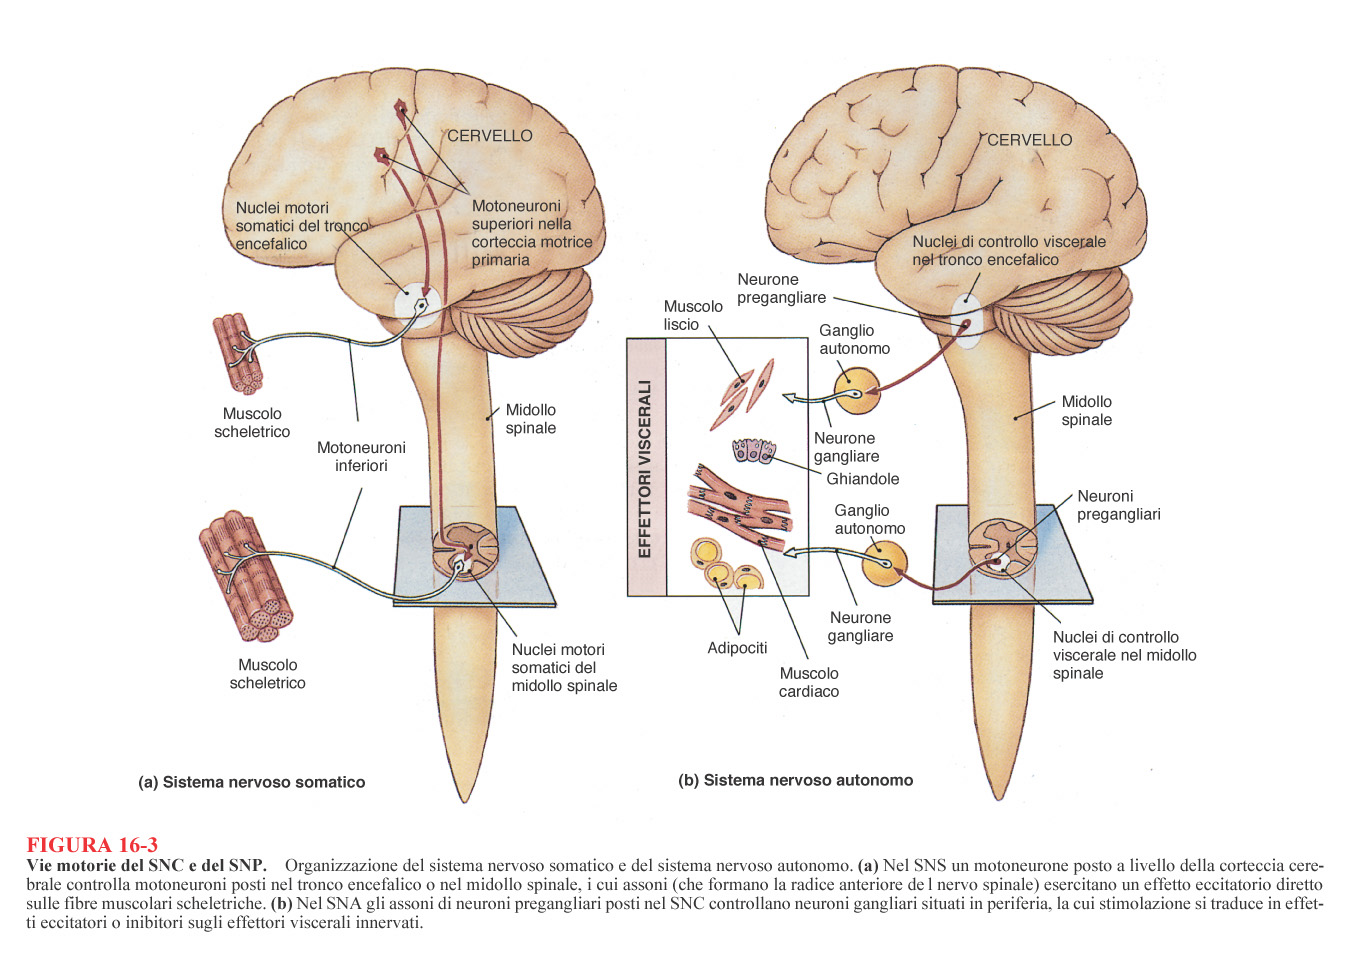 CERVELLO
Nuclei motori
somatici del tronco
encefalico
Motoneuroni
superiori nella
corteccia motrice
primaria
Muscolo
scheletrico
Midollo
spinale
Motoneuroni
inferiori
Muscolo
scheletrico
Nuclei motori
somatici del
midollo spinale
(a) Sistema nervoso somatico
CERVELLO
Nuclei di controllo viscerale
nel tronco encefalico
Neurone
pregangliare
Muscolo
liscio
Ganglio
autonomo
EFFETTORI VISCERALI
Midollo
spinale
Neurone
gangliare
Ghiandole
Ganglio
autonomo
Neuroni
pregangliari
Neurone
gangliare
Adipociti
Muscolo
cardiaco
Nuclei di controllo
viscerale nel midollo
spinale
(b) Sistema nervoso autonomo
FIGURA 16-3
Vie motorie del SNC e del SNP. Organizzazione del sistema nervoso somatico e del sistema nervoso autonomo. (a) Nel SNS un motoneurone posto a livello della corteccia cere-
brale controlla motoneuroni posti nel tronco encefalico o nel midollo spinale, i cui assoni (che formano la radice anteriore de l nervo spinale) esercitano un effetto eccitatorio diretto
sulle fibre muscolari scheletriche. (b) Nel SNA gli assoni di neuroni pregangliari posti nel SNC controllano neuroni gangliari situati in periferia, la cui stimolazione si traduce in effet-
ti eccitatori o inibitori sugli effettori viscerali innervati.